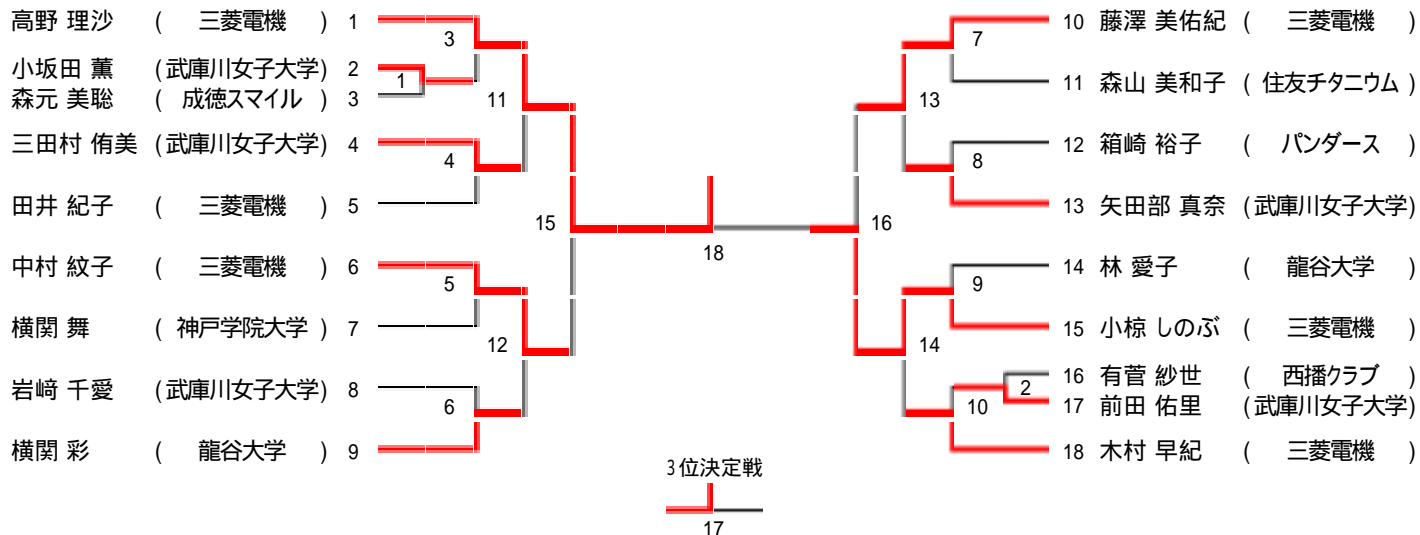 高野 理沙 ( 三菱電機 ) 1
小坂田 薫 (武庫川女子大学) 2
森元 美聡 ( 成徳スマイル ) 3
三田村 侑美 (武庫川女子大学) 4
田井 紀子 ( 三菱電機 ) 5
中村 紋子 ( 三菱電機 ) 6
横関 舞 ( 神戸学院大学 ) 7
岩﨑 千愛 (武庫川女子大学) 8
横関 彩 ( 龍谷大学 ) 9
3
1
11
4
15
5
12
6
18
3位決定戦
17
7
13
8
16
9
14
2
10
10 藤澤 美佑紀 ( 三菱電機 )
11 森山 美和子 ( 住友チタニウム )
12 箱崎 裕子 ( パンダース )
13 矢田部 真奈 (武庫川女子大学)
14 林 愛子 ( 龍谷大学 )
15 小椋 しのぶ ( 三菱電機 )
16 有菅 紗世 ( 西播クラブ )
17 前田 佑里 (武庫川女子大学)
18 木村 早紀 ( 三菱電機 )